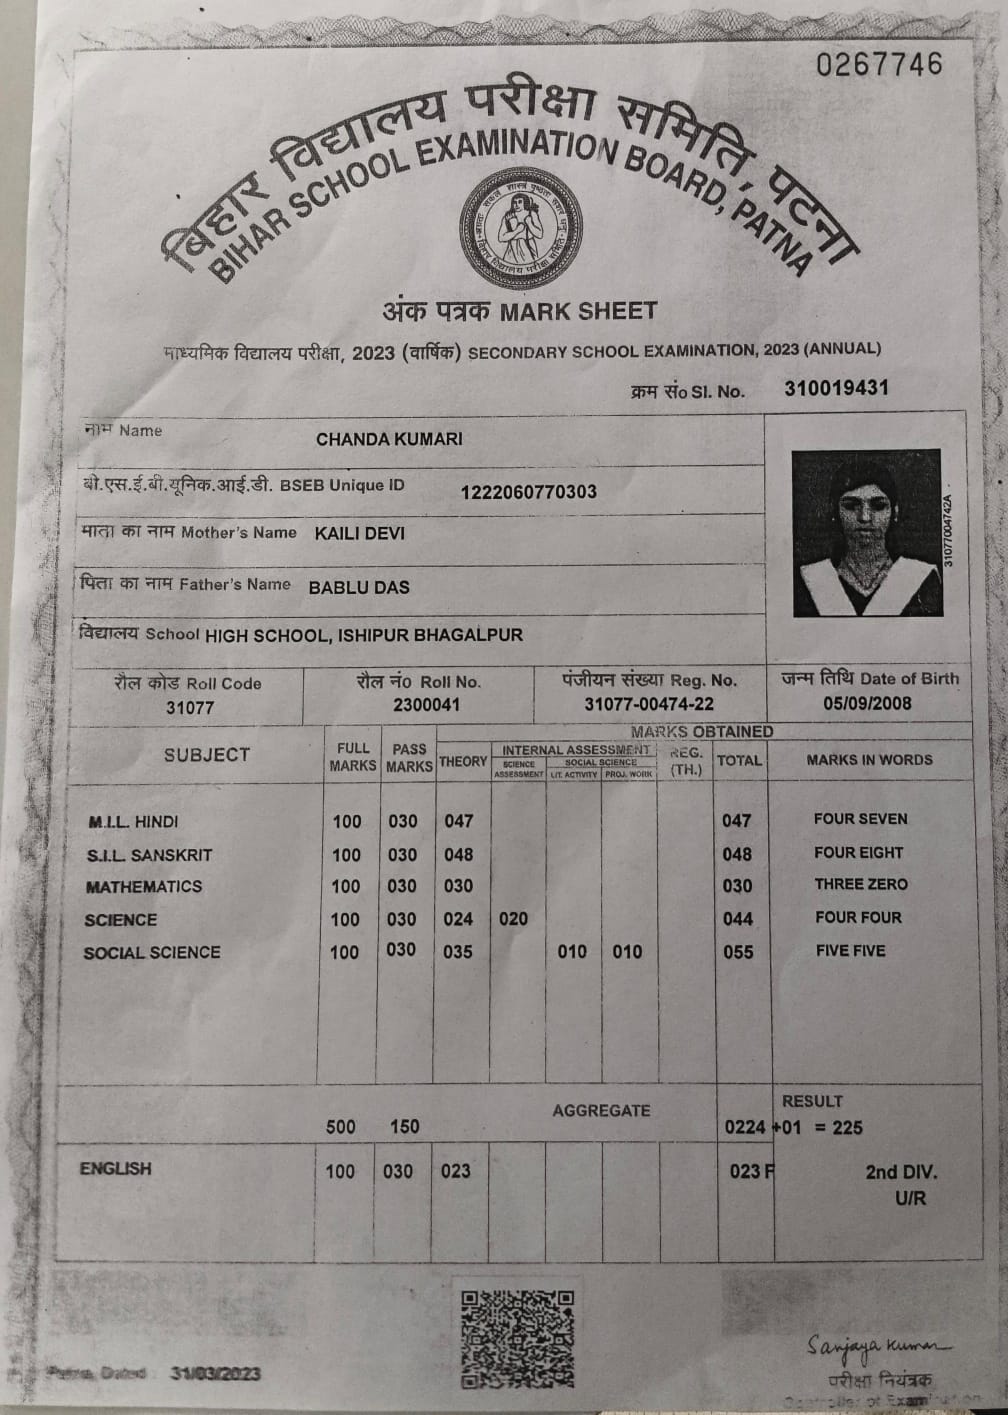 0267746
बिहार विद्यालय परीक्षा समिति, पटना
BIHAR SCHOOL EXAMINATION BOARD, PATNA
अंक पत्रक MARK SHEET
माध्यमिक विद्यालय परीक्षा, 2023 (वार्षिक) SECONDARY SCHOOL EXAMINATION, 2023 (ANNUAL)
क्रम सं० Sl. No. 310019431
नाम Name CHANDA KUMARI
बी.एस.ई.बी.यूनिक.आई.डी. BSEB Unique ID 1222060770303
माता का नाम Mother's Name KAILI DEVI
पिता का नाम Father's Name BABLU DAS
विद्यालय School HIGH SCHOOL, ISHIPUR BHAGALPUR
31077004742A
रौल कोड Roll Code रौल नं० Roll No. पंजीयन संख्या Reg. No. जन्म तिथि Date of Birth
31077 2300041 31077-00474-22 05/09/2008
MARKS OBTAINED
SUBJECT FULL MARKS PASS MARKS THEORY INTERNAL ASSESSMENT REG. (TH.) TOTAL MARKS IN WORDS
SCIENCE ASSESSMENT SOCIAL SCIENCE
LIT. ACTIVITY PROJ. WORK
M.I.L. HINDI 100 030 047 047 FOUR SEVEN
S.I.L. SANSKRIT 100 030 048 048 FOUR EIGHT
MATHEMATICS 100 030 030 030 THREE ZERO
SCIENCE 100 030 024 020 044 FOUR FOUR
SOCIAL SCIENCE 100 030 035 010 010 055 FIVE FIVE
AGGREGATE RESULT
500 150 0224 +01 = 225
ENGLISH 100 030 023 023 F 2nd DIV.
U/R
Sanjaya Kumar
Patna, Dated : 31/03/2023
परीक्षा नियंत्रक
Controller of Examination